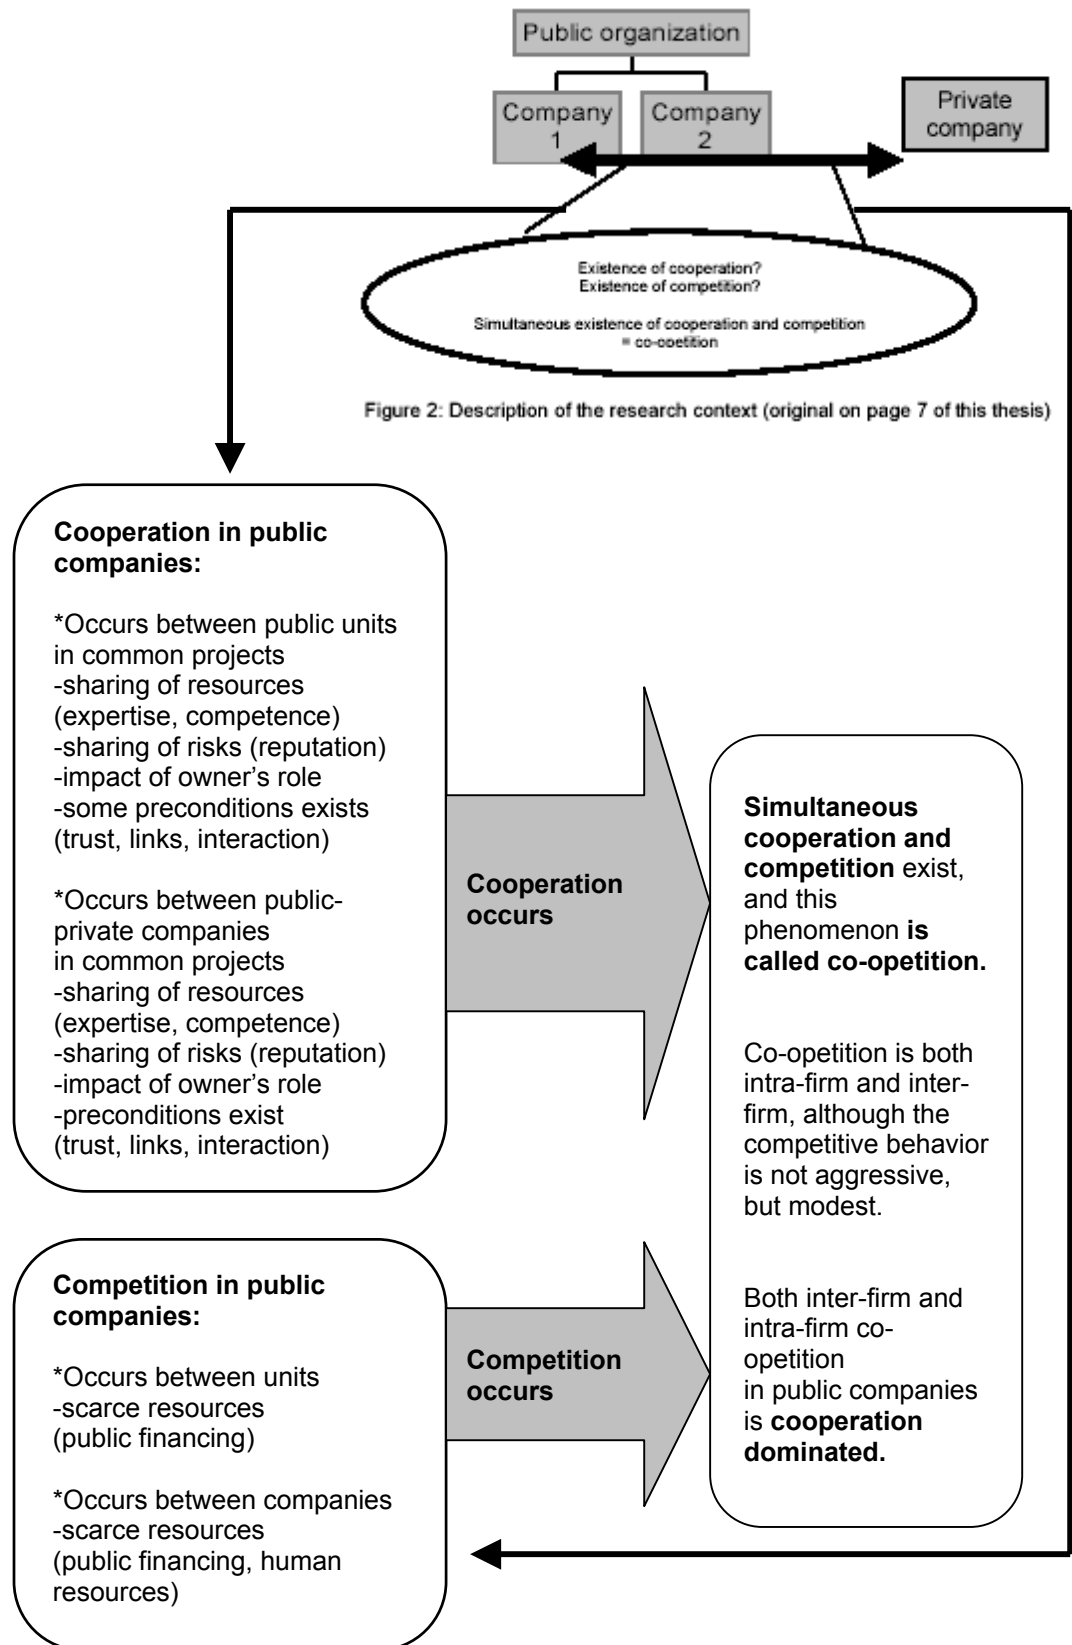 Public organization
Company
1
Company
2
Private
company
Existence of cooperation?
Existence of competition?
Simultaneous existence of cooperation and competition
= co-opetition
Figure 2: Description of the research context (original on page 7 of this thesis)
Cooperation in public
companies:
*Occurs between public units
in common projects
-sharing of resources
(expertise, competence)
-sharing of risks (reputation)
-impact of owner’s role
-some preconditions exists
(trust, links, interaction)
*Occurs between public-
private companies
in common projects
-sharing of resources
(expertise, competence)
-sharing of risks (reputation)
-impact of owner’s role
-preconditions exist
(trust, links, interaction)
Cooperation
occurs
Simultaneous
cooperation and
competition exist,
and this
phenomenon is
called co-opetition.
Co-opetition is both
intra-firm and inter-
firm, although the
competitive behavior
is not aggressive,
but modest.
Both inter-firm and
intra-firm co-
opetition
in public companies
is cooperation
dominated.
Competition in public
companies:
*Occurs between units
-scarce resources
(public financing)
*Occurs between companies
-scarce resources
(public financing, human
resources)
Competition
occurs